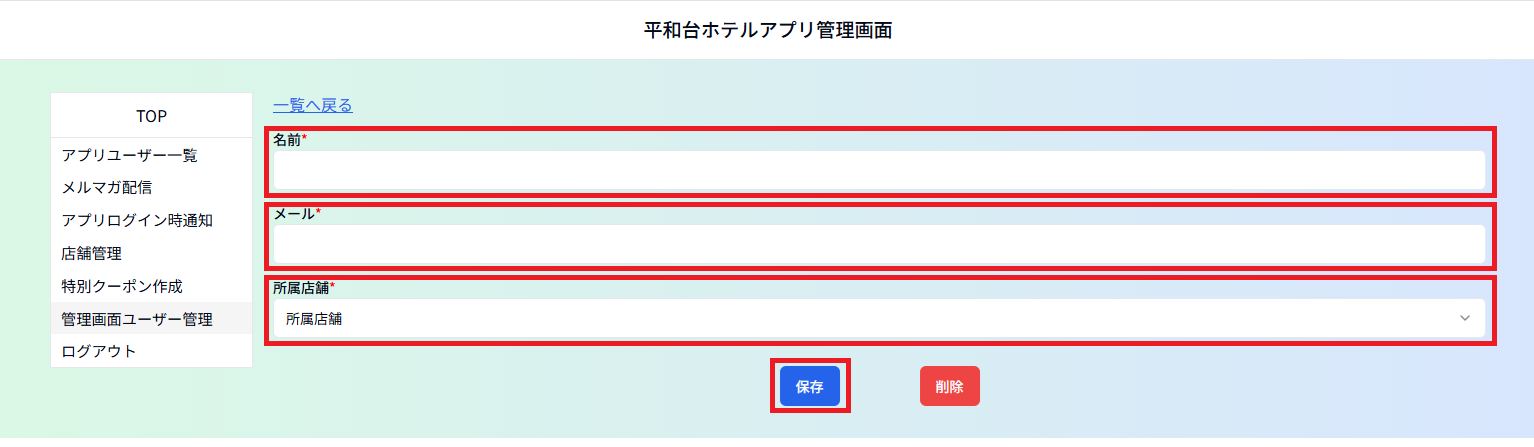 平和台ホテルアプリ管理画面
TOP
アプリユーザー一覧
メルマガ配信
アプリログイン時通知
店舗管理
特別クーポン作成
管理画面ユーザー管理
ログアウト
一覧へ戻る
名前*
メール*
所属店舗*
所属店舗
保存
削除